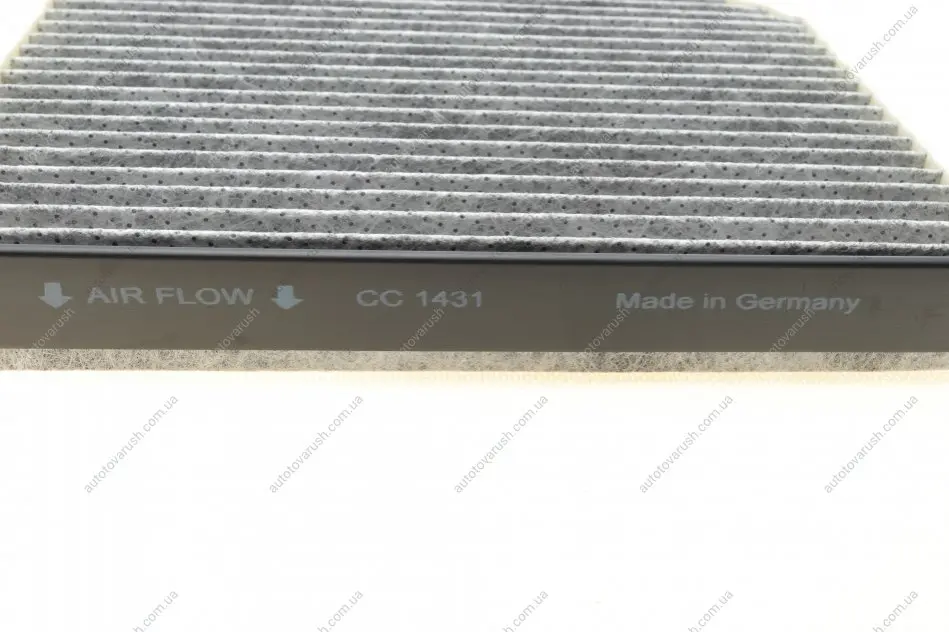 ⬇ AIR FLOW ⬇ CC 1431 Made in Germany
autotovarush.com.ua